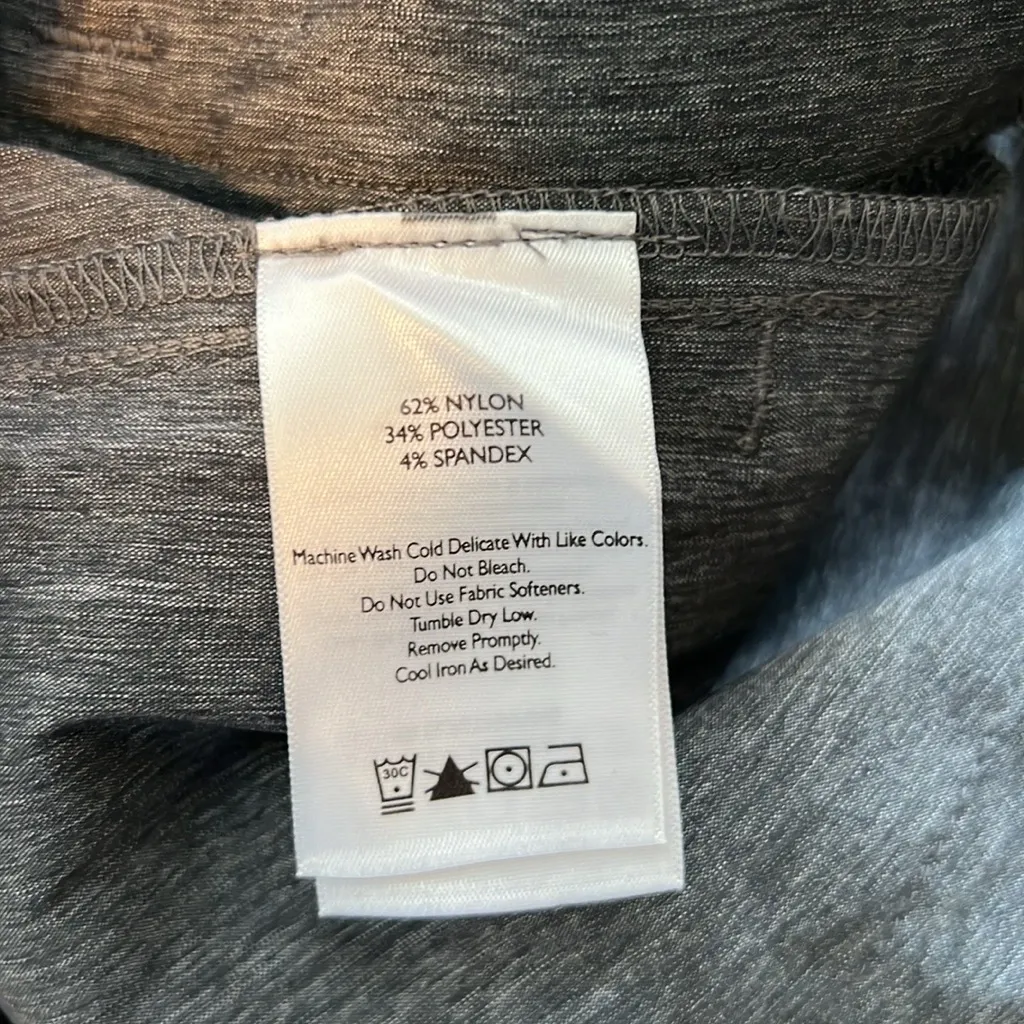 62% NYLON
34% POLYESTER
4% SPANDEX
Machine Wash Cold Delicate With Like Colors.
Do Not Bleach.
Do Not Use Fabric Softeners.
Tumble Dry Low.
Remove Promptly.
Cool Iron As Desired.
30C